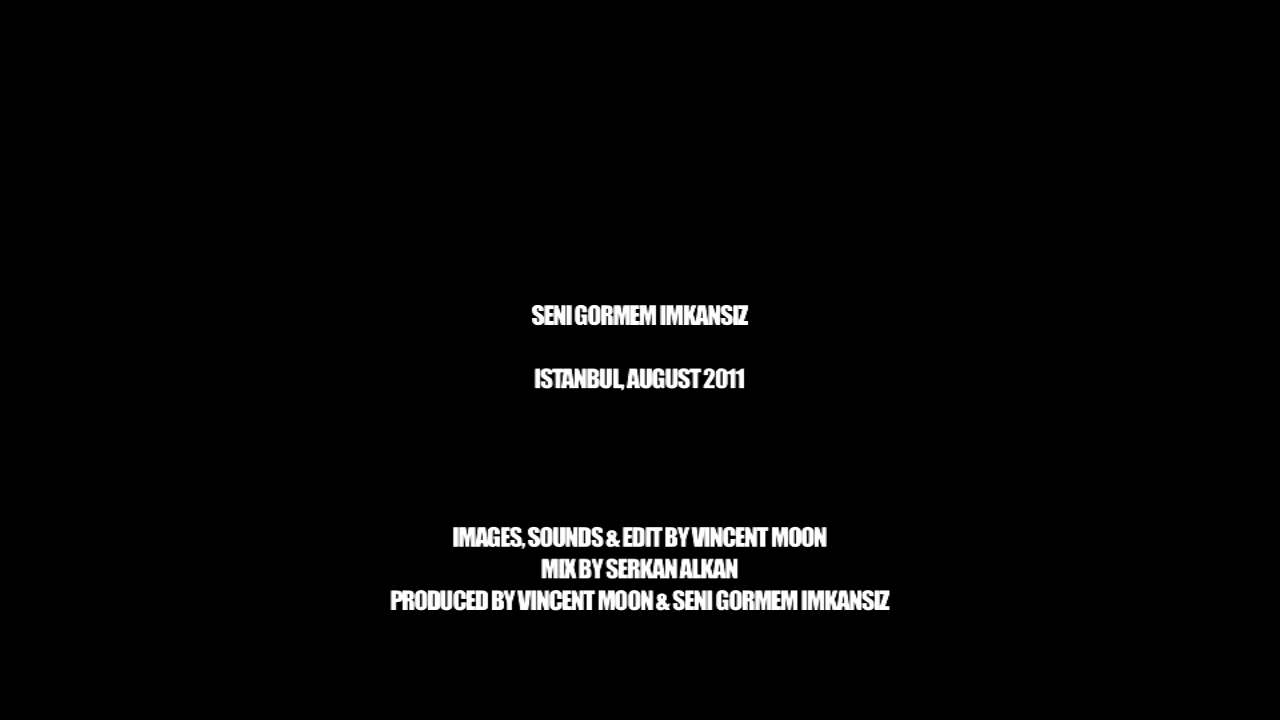 SENI GORMEM IMKANSIZ
ISTANBUL, AUGUST 2011
IMAGES, SOUNDS & EDIT BY VINCENT MOON
MIX BY SERKAN ALKAN
PRODUCED BY VINCENT MOON & SENI GORMEM IMKANSIZ